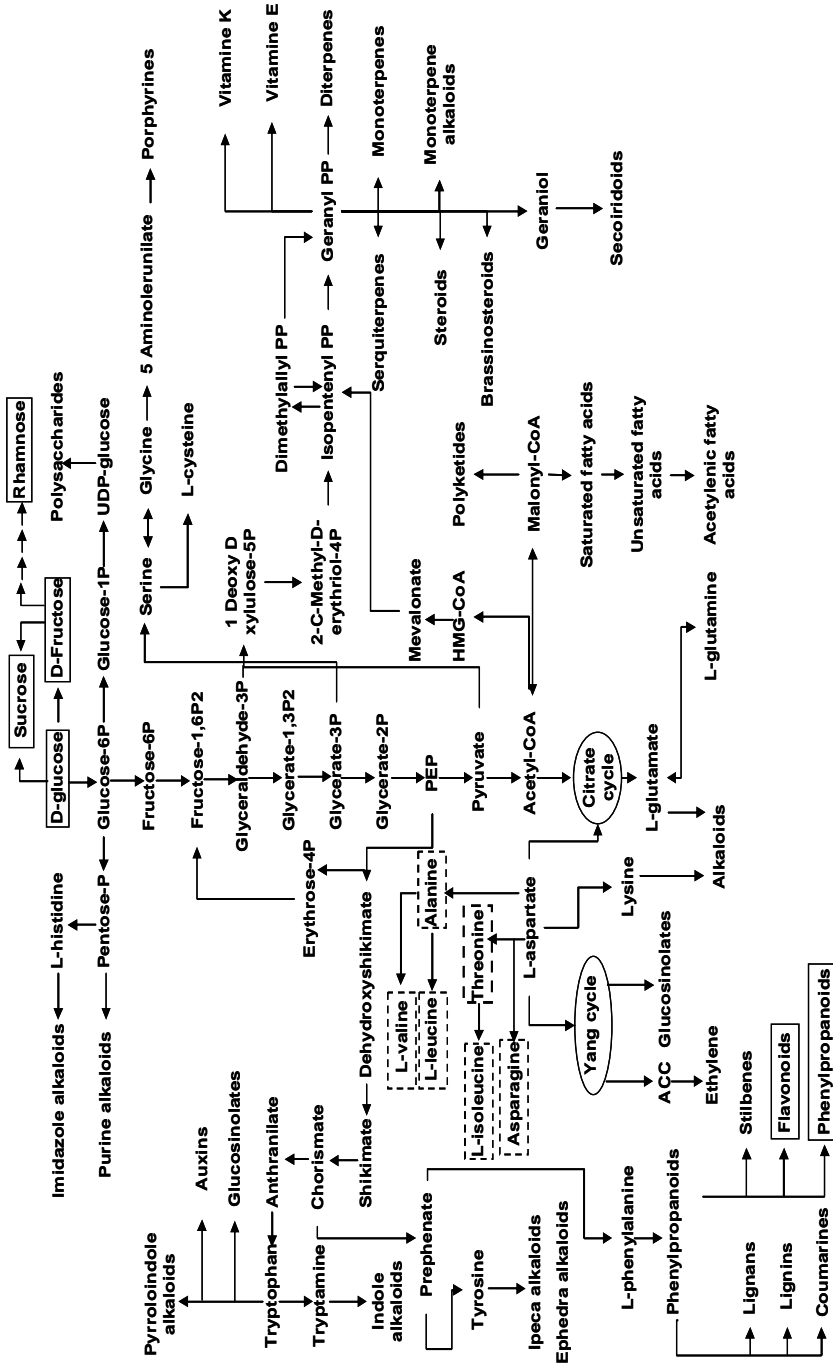 Sucrose
Rhamnose
D-glucose
D-Fructose
Imidazole alkaloids
L-histidine
Polysaccharides
Purine alkaloids
Pentose-P
Glucose-6P
Glucose-1P
UDP-glucose
Fructose-6P
Serine
Glycine
5 Aminolerunilate
Porphyrines
Pyrroloindole
alkaloids
Auxins
Fructose-1,6P2
L-cysteine
Glucosinolates
Glyceraidehyde-3P
1 Deoxy D
xylulose-5P
Vitamine K
Tryptophan
Anthranilate
Glycerate-1,3P2
Dimethylallyl PP
Vitamine E
Tryptamine
Chorismate
Erythrose-4P
Glycerate-3P
2-C-Methyl-D-
erythriol-4P
Isopentenyl PP
Geranyl PP
Diterpenes
Indole
alkaloids
Shikimate
Dehydroxyshikimate
Glycerate-2P
Serquiterpenes
Monoterpenes
Prephenate
L-valine
L-leucine
Alanine
PEP
Mevalonate
Steroids
Monoterpene
alkaloids
Tyrosine
L-isoleucine
Threonine
Pyruvate
HMG-CoA
Polyketides
Brassinosteroids
Ipeca alkaloids
Ephedra alkaloids
Asparagine
L-aspartate
Acetyl-CoA
Malonyl-CoA
Geraniol
Yang cycle
Citrate
cycle
Saturated fatty acids
Secoiridoids
L-phenylalanine
Lysine
Unsaturated fatty
acids
Phenylpropanoids
ACC
Glucosinolates
L-glutamate
Ethylene
Alkaloids
L-glutamine
Acetylenic fatty
acids
Lignans
Stilbenes
Lignins
Flavonoids
Coumarines
Phenylpropanoids